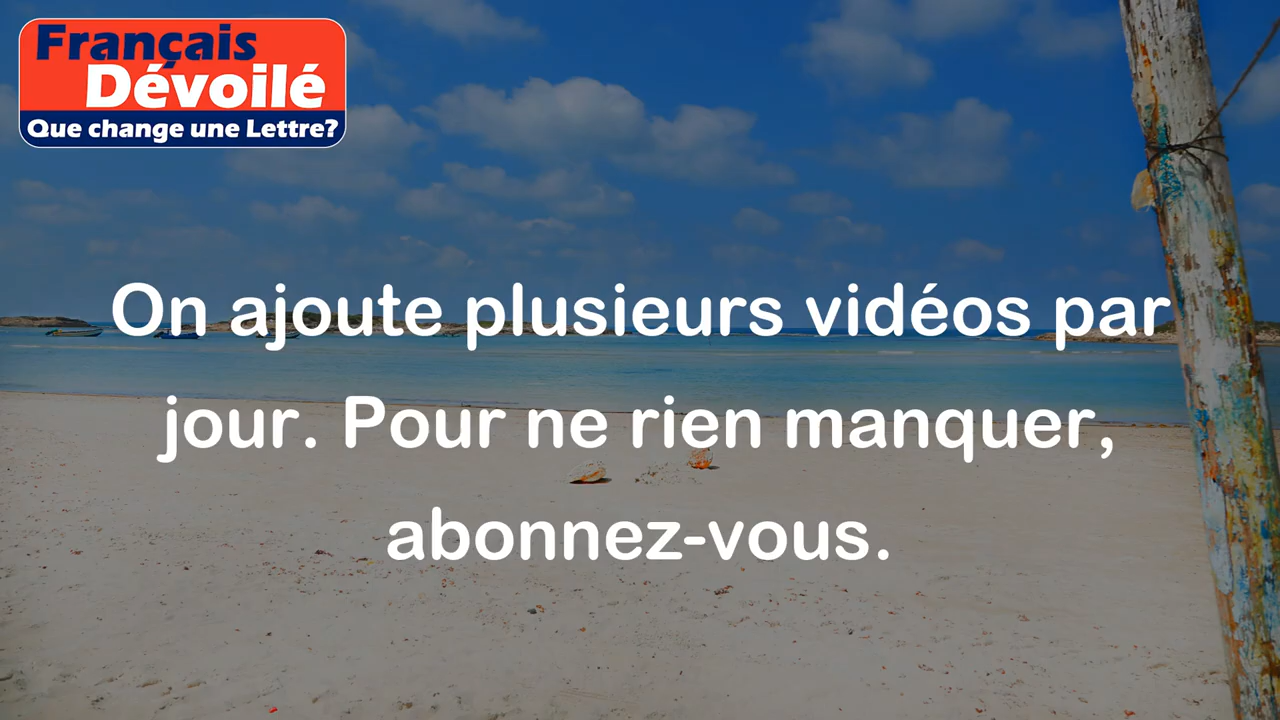 Français
Dévoilé
Que change une Lettre?
On ajoute plusieurs vidéos par
jour. Pour ne rien manquer,
abonnez-vous.